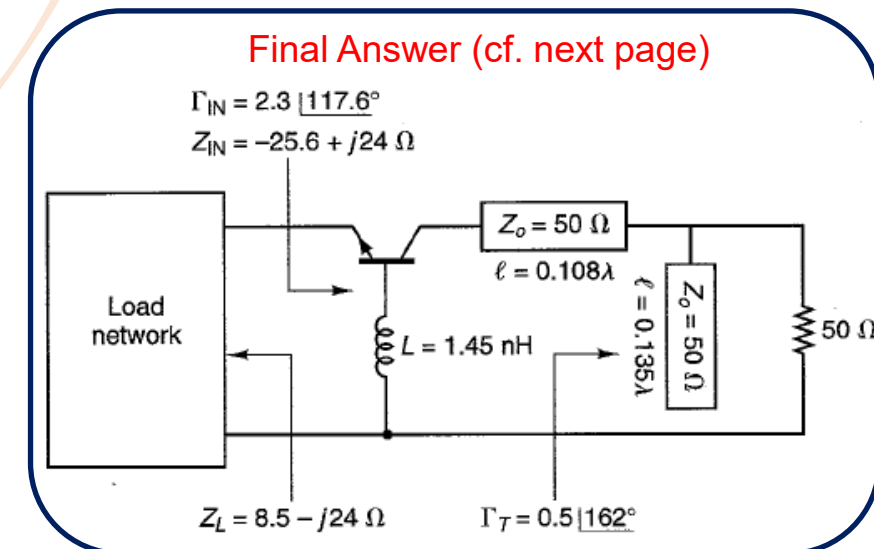 Final Answer (cf. next page)
Γ_IN = 2.3 |117.6°
Z_IN = −25.6 + j24 Ω
Z_o = 50 Ω
ℓ = 0.108λ
Load
network
L = 1.45 nH
ℓ = 0.135λ
Z_o = 50 Ω
50 Ω
Z_L = 8.5 − j24 Ω
Γ_T = 0.5 |162°